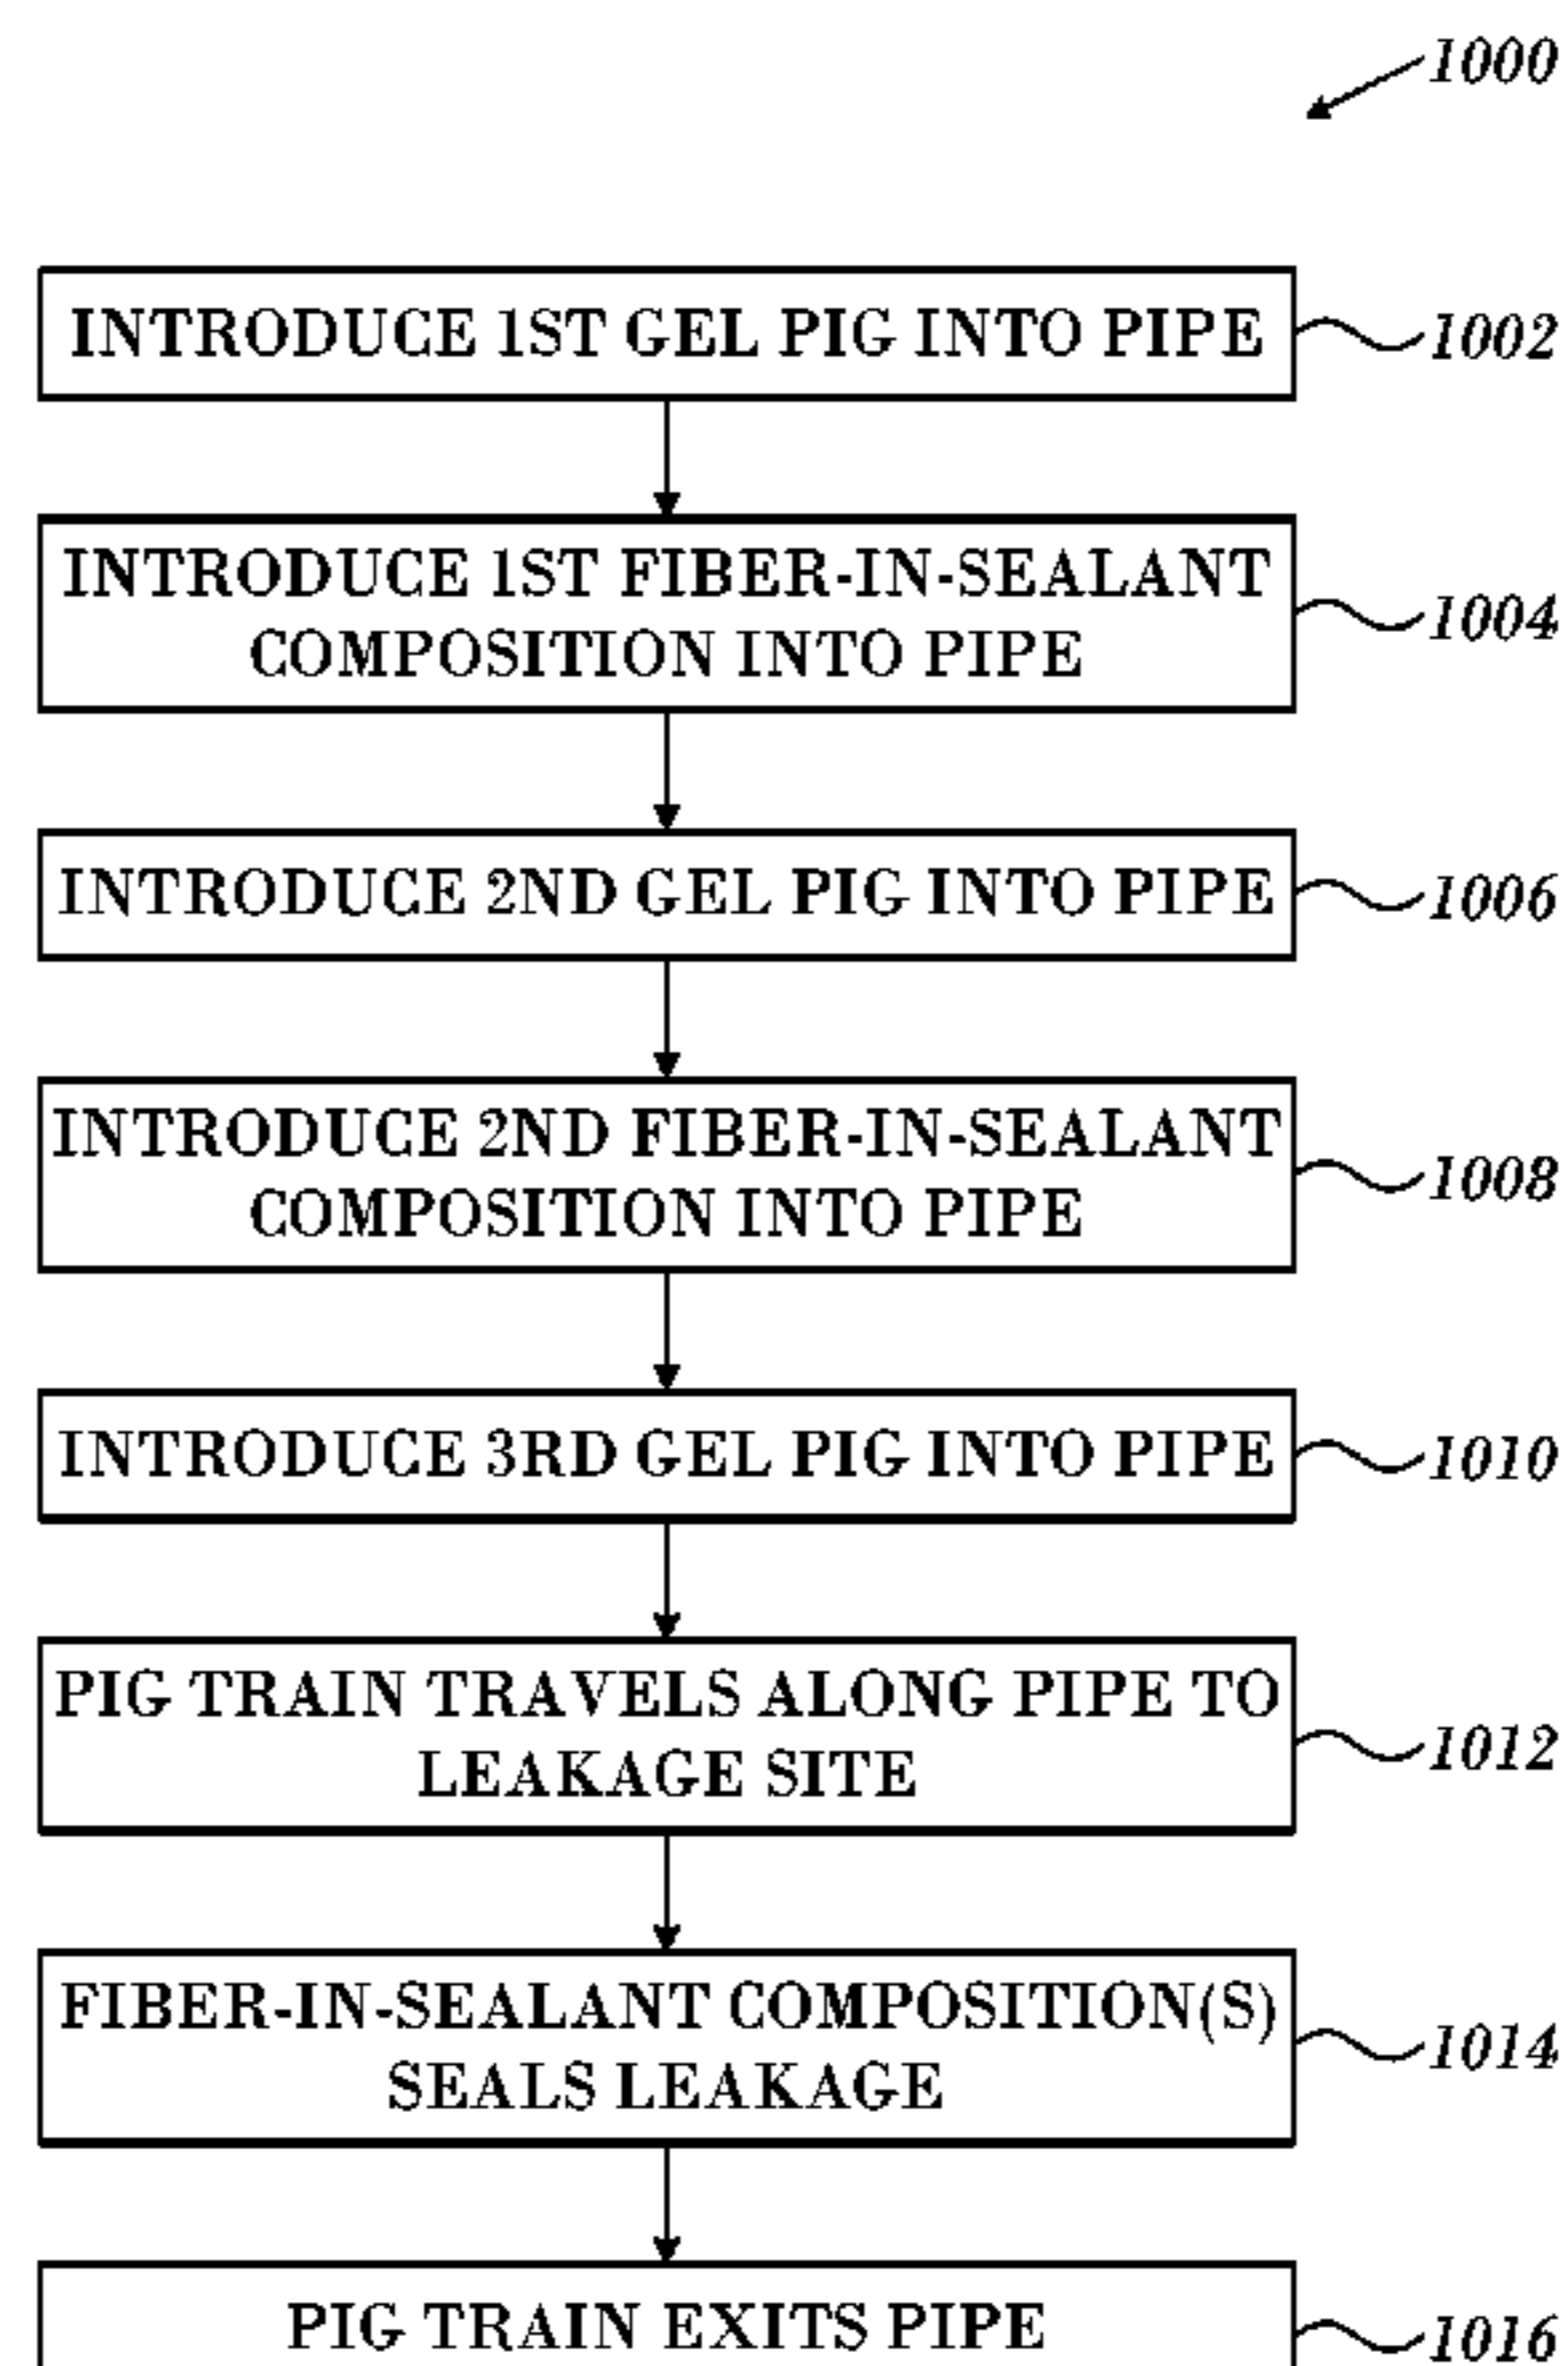 1000
INTRODUCE 1ST GEL PIG INTO PIPE
1002
INTRODUCE 1ST FIBER-IN-SEALANT
COMPOSITION INTO PIPE
1004
INTRODUCE 2ND GEL PIG INTO PIPE
1006
INTRODUCE 2ND FIBER-IN-SEALANT
COMPOSITION INTO PIPE
1008
INTRODUCE 3RD GEL PIG INTO PIPE
1010
PIG TRAIN TRAVELS ALONG PIPE TO
LEAKAGE SITE
1012
FIBER-IN-SEALANT COMPOSITION(S)
SEALS LEAKAGE
1014
PIG TRAIN EXITS PIPE
1016